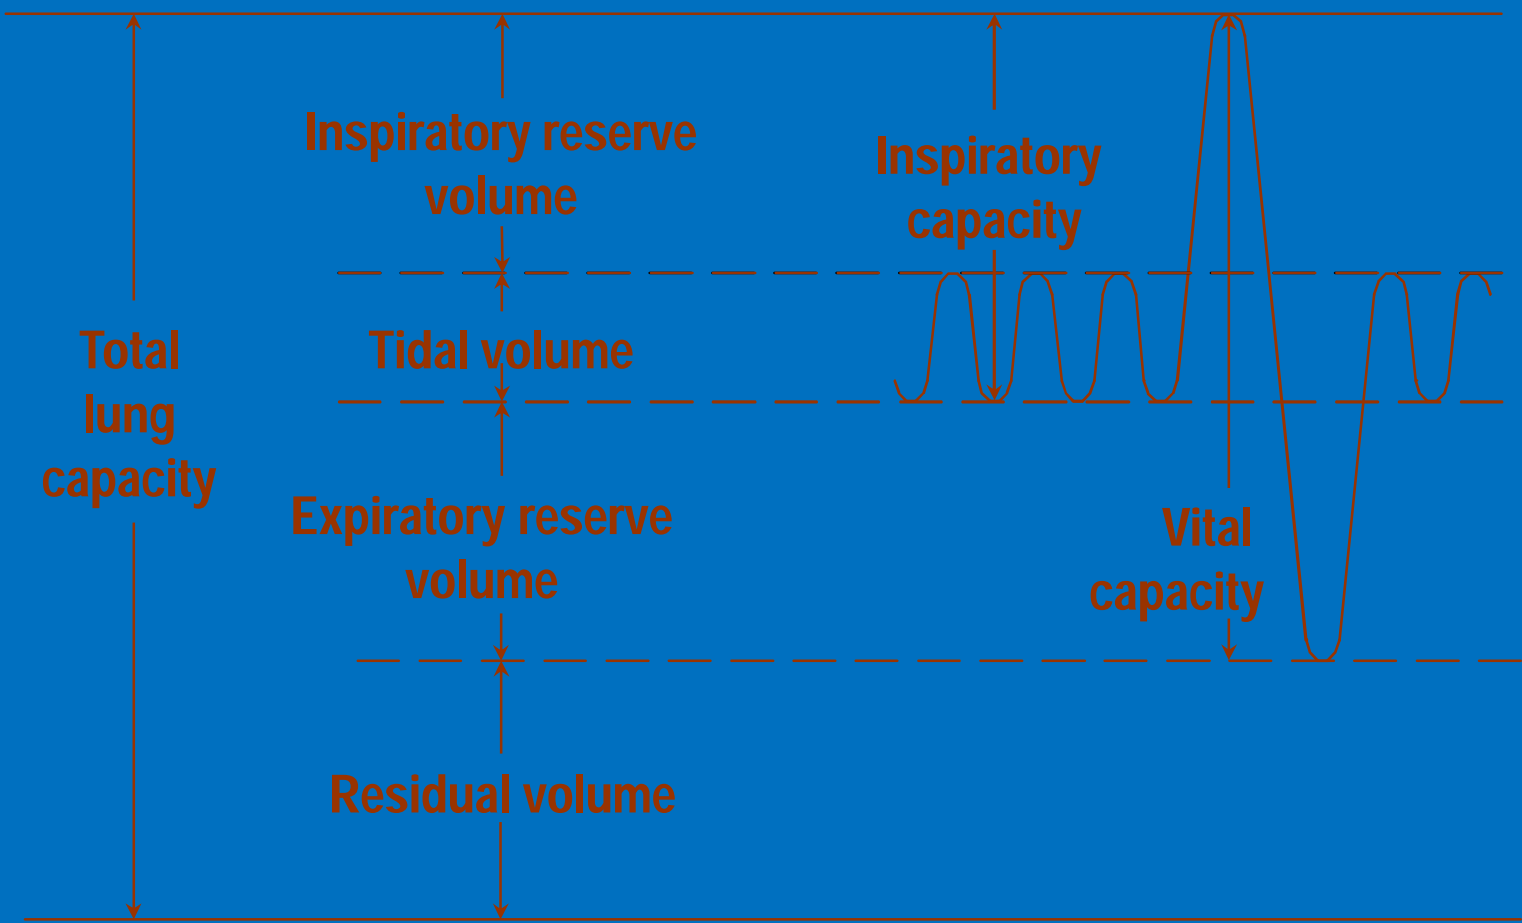 Total
lung
capacity
Inspiratory reserve
volume
Tidal volume
Expiratory reserve
volume
Residual volume
Inspiratory
capacity
Vital
capacity